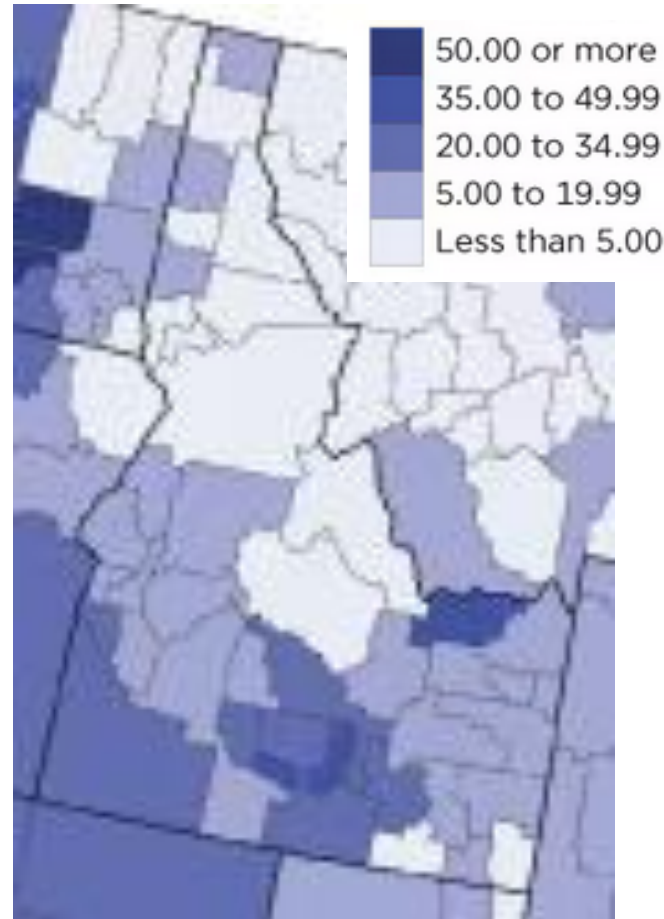 50.00 or more
35.00 to 49.99
20.00 to 34.99
5.00 to 19.99
Less than 5.00